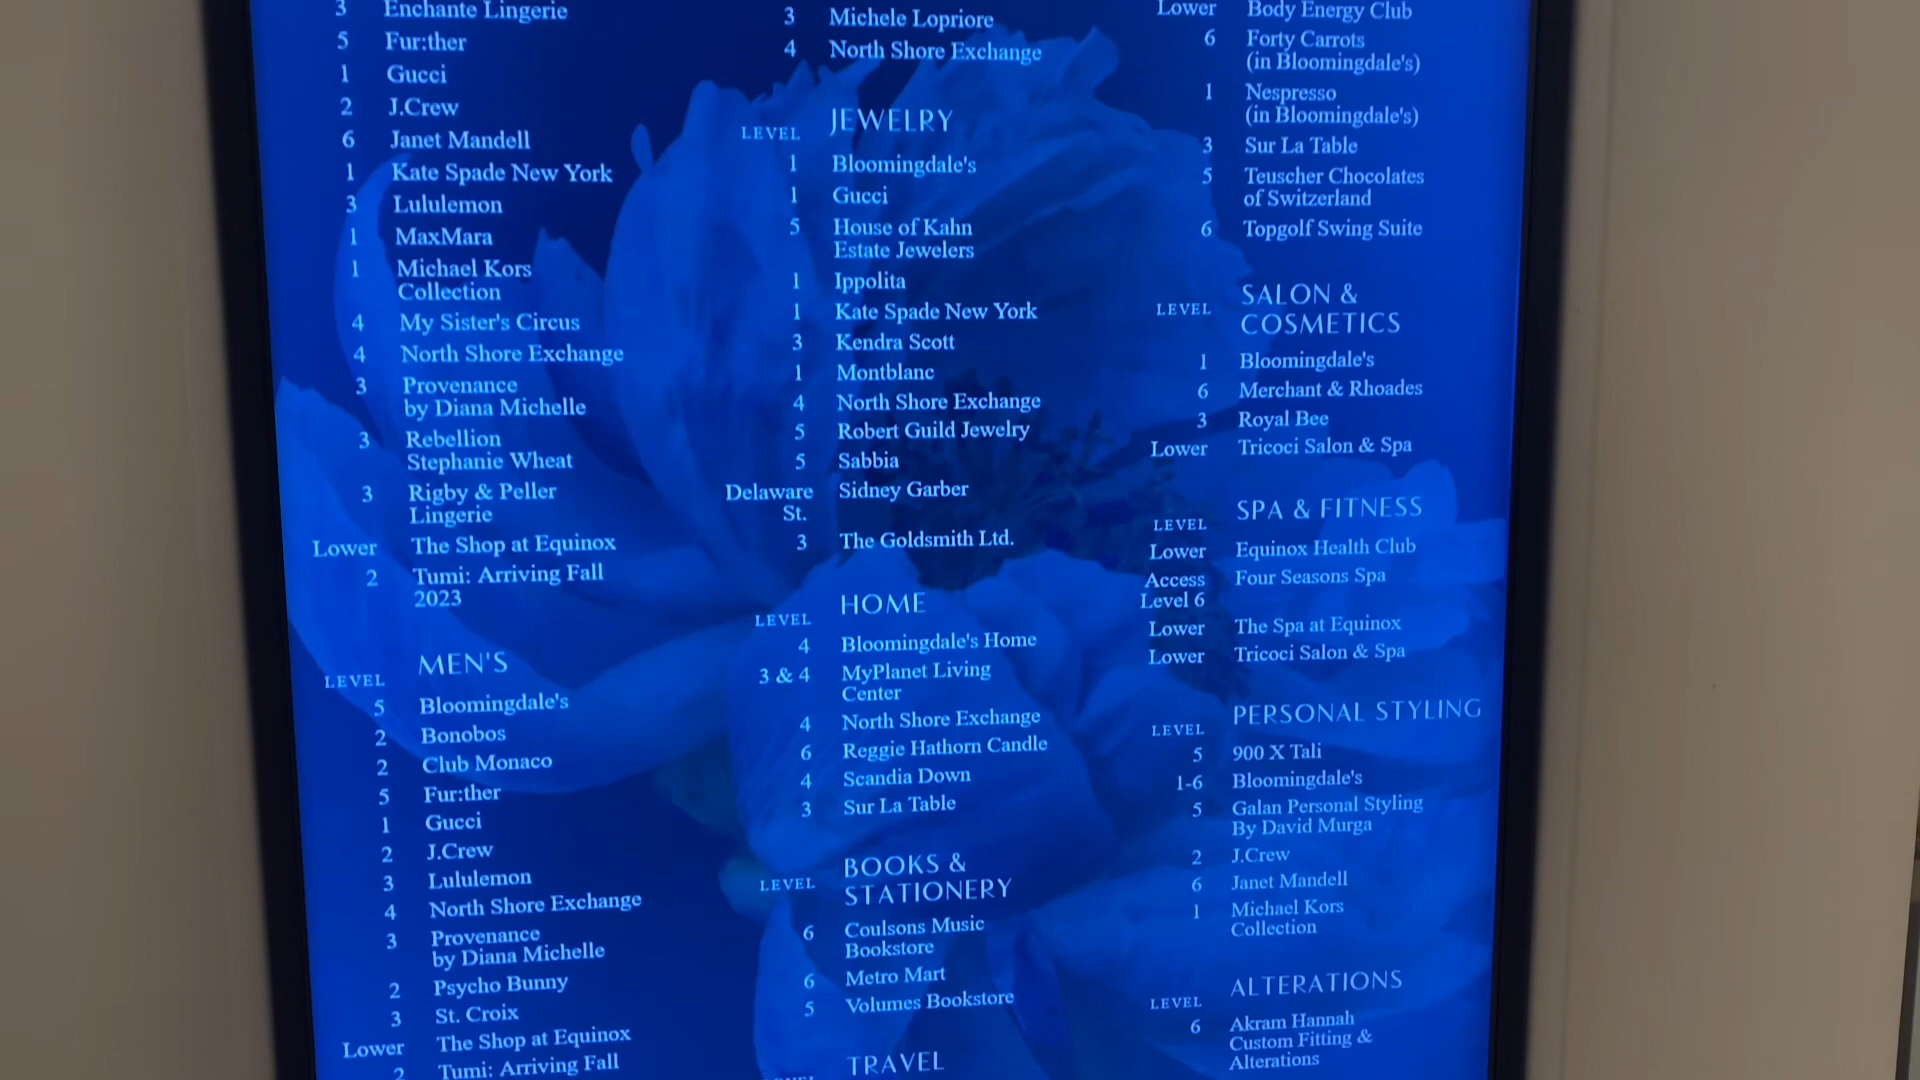 3 Enchante Lingerie
5 Fur:ther
1 Gucci
2 J.Crew
6 Janet Mandell
1 Kate Spade New York
3 Lululemon
1 MaxMara
1 Michael Kors
Collection
4 My Sister's Circus
4 North Shore Exchange
3 Provenance
by Diana Michelle
3 Rebellion
Stephanie Wheat
3 Rigby & Peller
Lingerie
Lower The Shop at Equinox
2 Tumi: Arriving Fall
2023
LEVEL MEN'S
5 Bloomingdale's
2 Bonobos
2 Club Monaco
5 Fur:ther
1 Gucci
2 J.Crew
3 Lululemon
4 North Shore Exchange
3 Provenance
by Diana Michelle
2 Psycho Bunny
3 St. Croix
Lower The Shop at Equinox
2 Tumi: Arriving Fall
3 Michele Lopriore
4 North Shore Exchange
LEVEL JEWELRY
1 Bloomingdale's
1 Gucci
5 House of Kahn
Estate Jewelers
1 Ippolita
1 Kate Spade New York
3 Kendra Scott
1 Montblanc
4 North Shore Exchange
5 Robert Guild Jewelry
5 Sabbia
Delaware Sidney Garber
St.
3 The Goldsmith Ltd.
LEVEL HOME
4 Bloomingdale's Home
3 & 4 MyPlanet Living
Center
4 North Shore Exchange
6 Reggie Hathorn Candle
4 Scandia Down
3 Sur La Table
LEVEL BOOKS &
STATIONERY
6 Coulsons Music
Bookstore
6 Metro Mart
5 Volumes Bookstore
TRAVEL
Lower Body Energy Club
6 Forty Carrots
(in Bloomingdale's)
1 Nespresso
(in Bloomingdale's)
3 Sur La Table
5 Teuscher Chocolates
of Switzerland
6 Topgolf Swing Suite
LEVEL SALON &
COSMETICS
1 Bloomingdale's
6 Merchant & Rhoades
3 Royal Bee
Lower Tricoci Salon & Spa
LEVEL SPA & FITNESS
Lower Equinox Health Club
Access Four Seasons Spa
Level 6
Lower The Spa at Equinox
Lower Tricoci Salon & Spa
LEVEL PERSONAL STYLING
5 900 X Tali
1-6 Bloomingdale's
5 Galan Personal Styling
By David Murga
2 J.Crew
6 Janet Mandell
1 Michael Kors
Collection
LEVEL ALTERATIONS
6 Akram Hannah
Custom Fitting &
Alterations